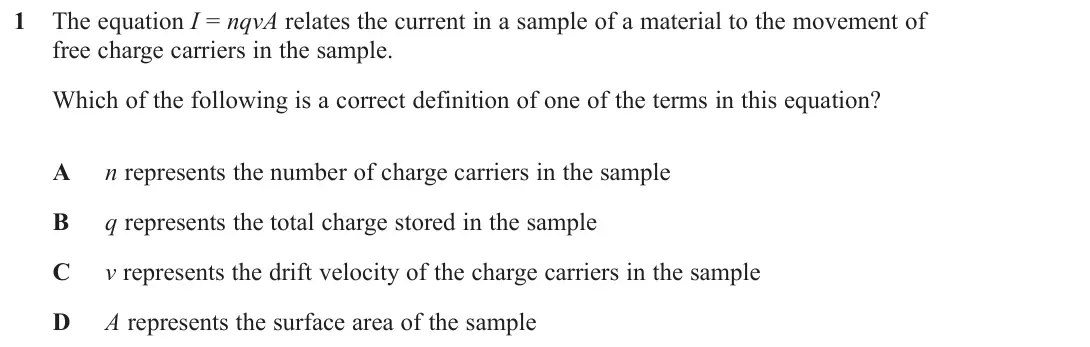 1 The equation I = nqvA relates the current in a sample of a material to the movement of
free charge carriers in the sample.
Which of the following is a correct definition of one of the terms in this equation?
A n represents the number of charge carriers in the sample
B q represents the total charge stored in the sample
C v represents the drift velocity of the charge carriers in the sample
D A represents the surface area of the sample